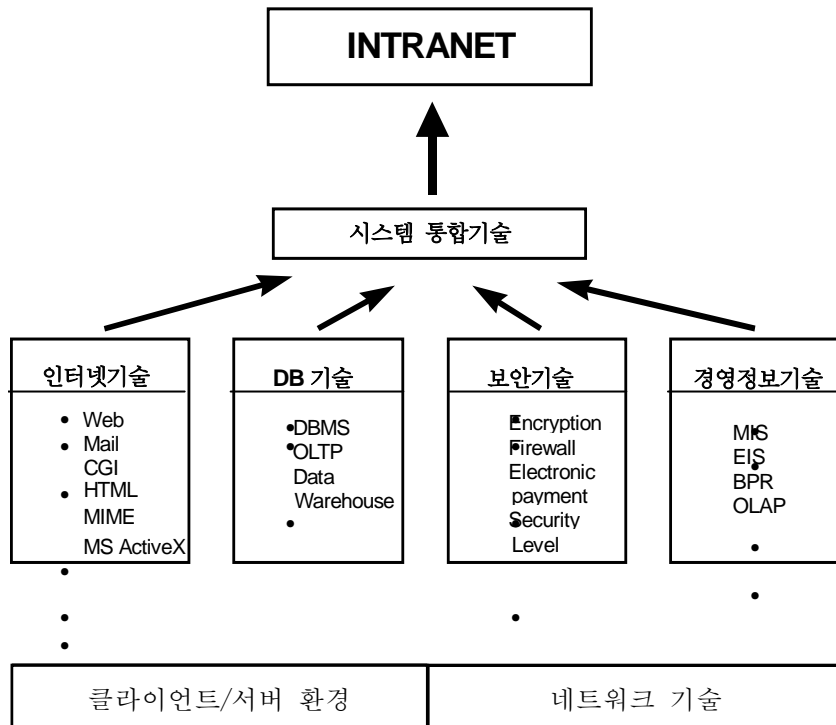 INTRANET
시스템 통합기술
인터넷기술
• Web
• Mail
CGI
• HTML
MIME
MS ActiveX
DB 기술
•DBMS
•OLTP
Data
Warehouse
보안기술
Encryption
Firewall
Electronic
payment
Security
Level
경영정보기술
MIS
EIS
BPR
OLAP
클라이언트/서버 환경
네트워크 기술